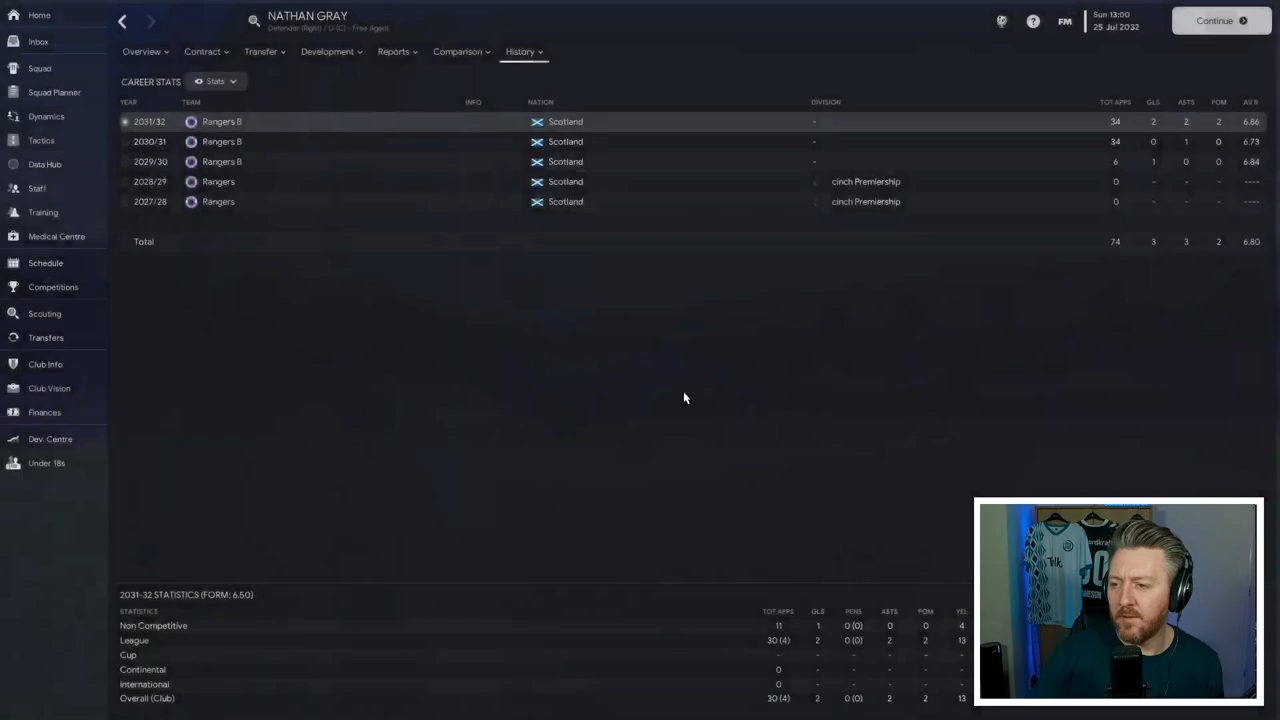 Home
NATHAN GRAY
Defender (Right) / D (C) - Free Agent
FM
Sun 13:00
25 Jul 2032
Continue
Inbox
Overview Contract Transfer Development Reports Comparison History
Squad
CAREER STATS Stats
Squad Planner
YEAR TEAM INFO NATION DIVISION TOT APPS GLS ASTS POM AV R
Dynamics
2031/32 Rangers B Scotland - 34 2 2 2 6.86
Tactics
2030/31 Rangers B Scotland - 34 0 1 0 6.73
Data Hub
2029/30 Rangers B Scotland - 6 1 0 0 6.84
Staff
2028/29 Rangers Scotland cinch Premiership 0 - - - ----
Training
2027/28 Rangers Scotland cinch Premiership 0 - - - ----
Medical Centre
Total 74 3 3 2 6.80
Schedule
Competitions
Scouting
Transfers
Club Info
Club Vision
Finances
Dev. Centre
Under 18s
2031-32 STATISTICS (FORM: 6.50)
STATISTICS TOT APPS GLS PENS ASTS POM YEL
Non Competitive 11 1 0 (0) 0 0 4
League 30 (4) 2 0 (0) 2 2 13
Cup - - - - - -
Continental 0 - - - - -
International 0 - - - - -
Overall (Club) 30 (4) 2 0 (0) 2 2 13
Talk.